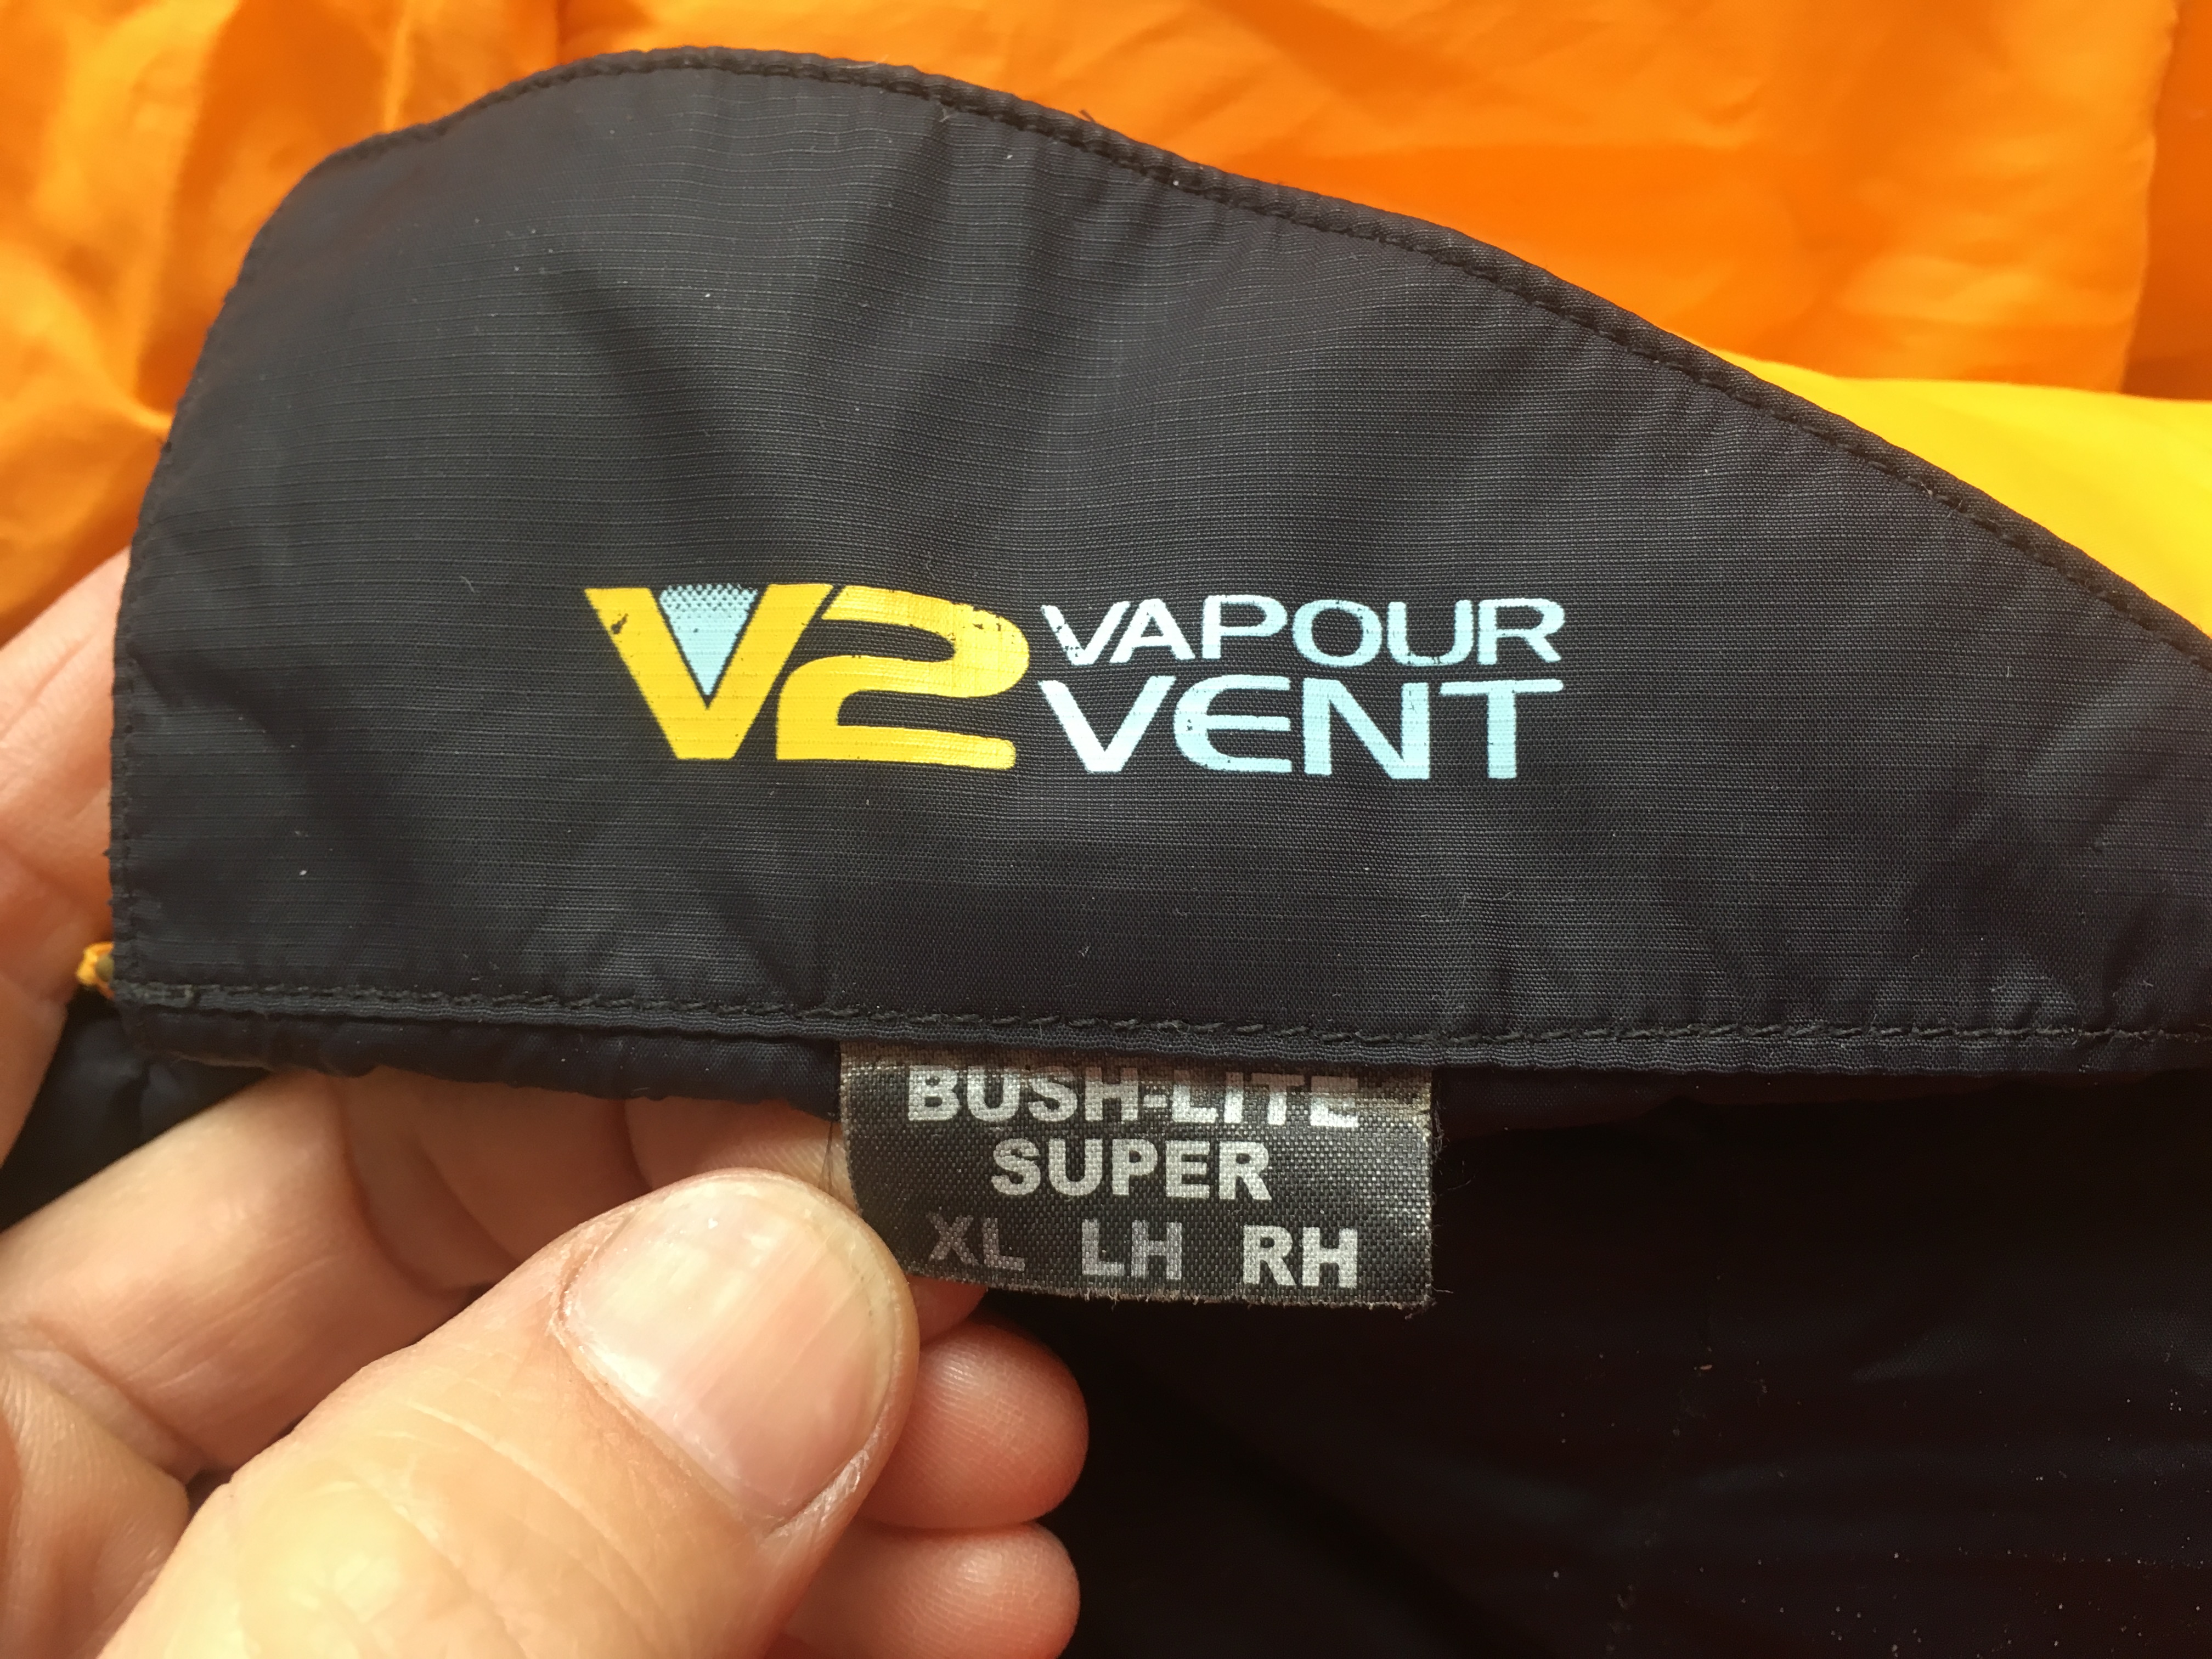 V2 VAPOUR
VENT
BUSH-LITE
SUPER
XL LH RH